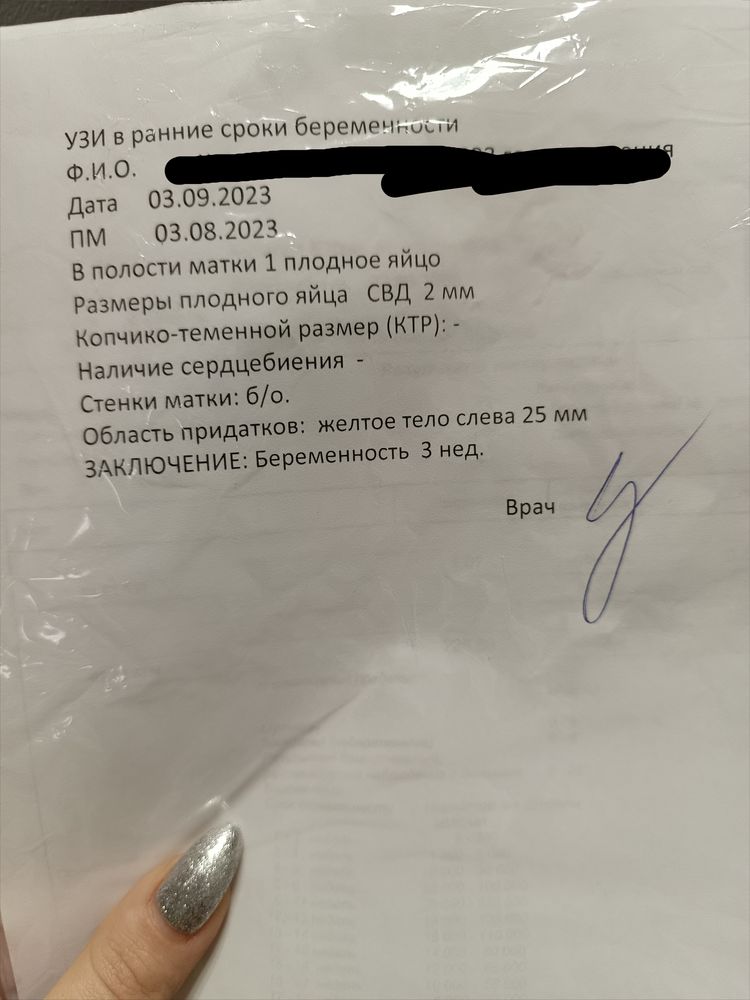 УЗИ в ранние сроки беременности
Ф.И.О.
Дата 03.09.2023
ПМ 03.08.2023
В полости матки 1 плодное яйцо
Размеры плодного яйца СВД 2 мм
Копчико-теменной размер (КТР): -
Наличие сердцебиения -
Стенки матки: б/о.
Область придатков: желтое тело слева 25 мм
ЗАКЛЮЧЕНИЕ: Беременность 3 нед.
Врач